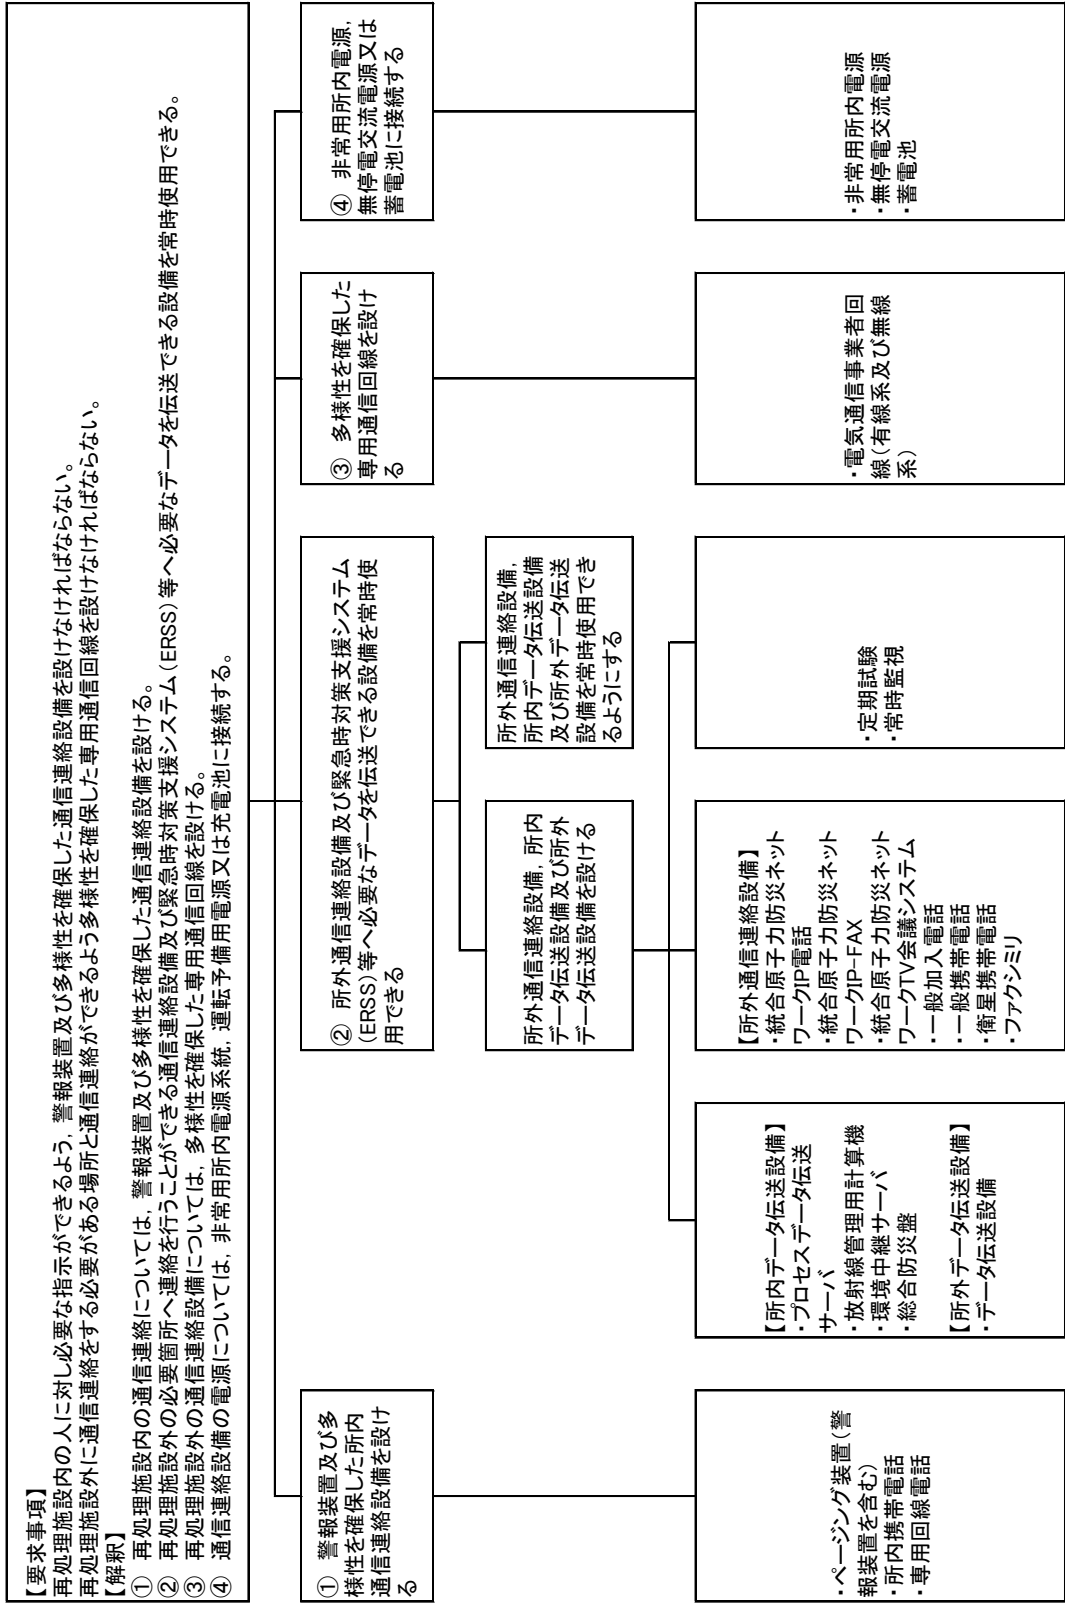 【要求事項】
再処理施設内の人に対し必要な指示ができるよう，警報装置及び多様性を確保した通信連絡設備を設けなければならない。
再処理施設外に通信連絡をする必要がある場所と通信連絡ができるよう多様性を確保した専用通信回線を設けなければならない。
【解釈】
① 再処理施設内の通信連絡については，警報装置及び多様性を確保した通信連絡設備を設ける。
② 再処理施設外の必要箇所へ連絡を行うことができる通信連絡設備及び緊急時対策支援システム（ERSS）等へ必要なデータを伝送できる設備を常時使用できる。
③ 再処理施設外の通信連絡設備については，多様性を確保した専用通信回線を設ける。
④ 通信連絡設備の電源については，非常用所内電源系統，運転予備用電源又は充電池に接続する。
① 警報装置及び多
様性を確保した所内
通信連絡設備を設け
る
② 所外通信連絡設備及び緊急時対策支援システム
（ERSS）等へ必要なデータを伝送できる設備を常時使
用できる
③ 多様性を確保した
専用通信回線を設け
る
④ 非常用所内電源，
無停電交流電源又は
蓄電池に接続する
所外通信連絡設備，所内
データ伝送設備及び所外
データ伝送設備を設ける
所外通信連絡設備，
所内データ伝送設備
及び所外データ伝送
設備を常時使用でき
るようにする
・ページング装置（警
報装置を含む）
・所内携帯電話
・専用回線電話
【所内データ伝送設備】
・プロセスデータ伝送
サーバ
・放射線管理用計算機
・環境中継サーバ
・総合防災盤
【所外データ伝送設備】
・データ伝送設備
【所外通信連絡設備】
・統合原子力防災ネット
ワークIP電話
・統合原子力防災ネット
ワークIP-FAX
・統合原子力防災ネット
ワークTV会議システム
・一般加入電話
・一般携帯電話
・衛星携帯電話
・ファクシミリ
・定期試験
・常時監視
・電気通信事業者回
線（有線系及び無線
系）
・非常用所内電源
・無停電交流電源
・蓄電池